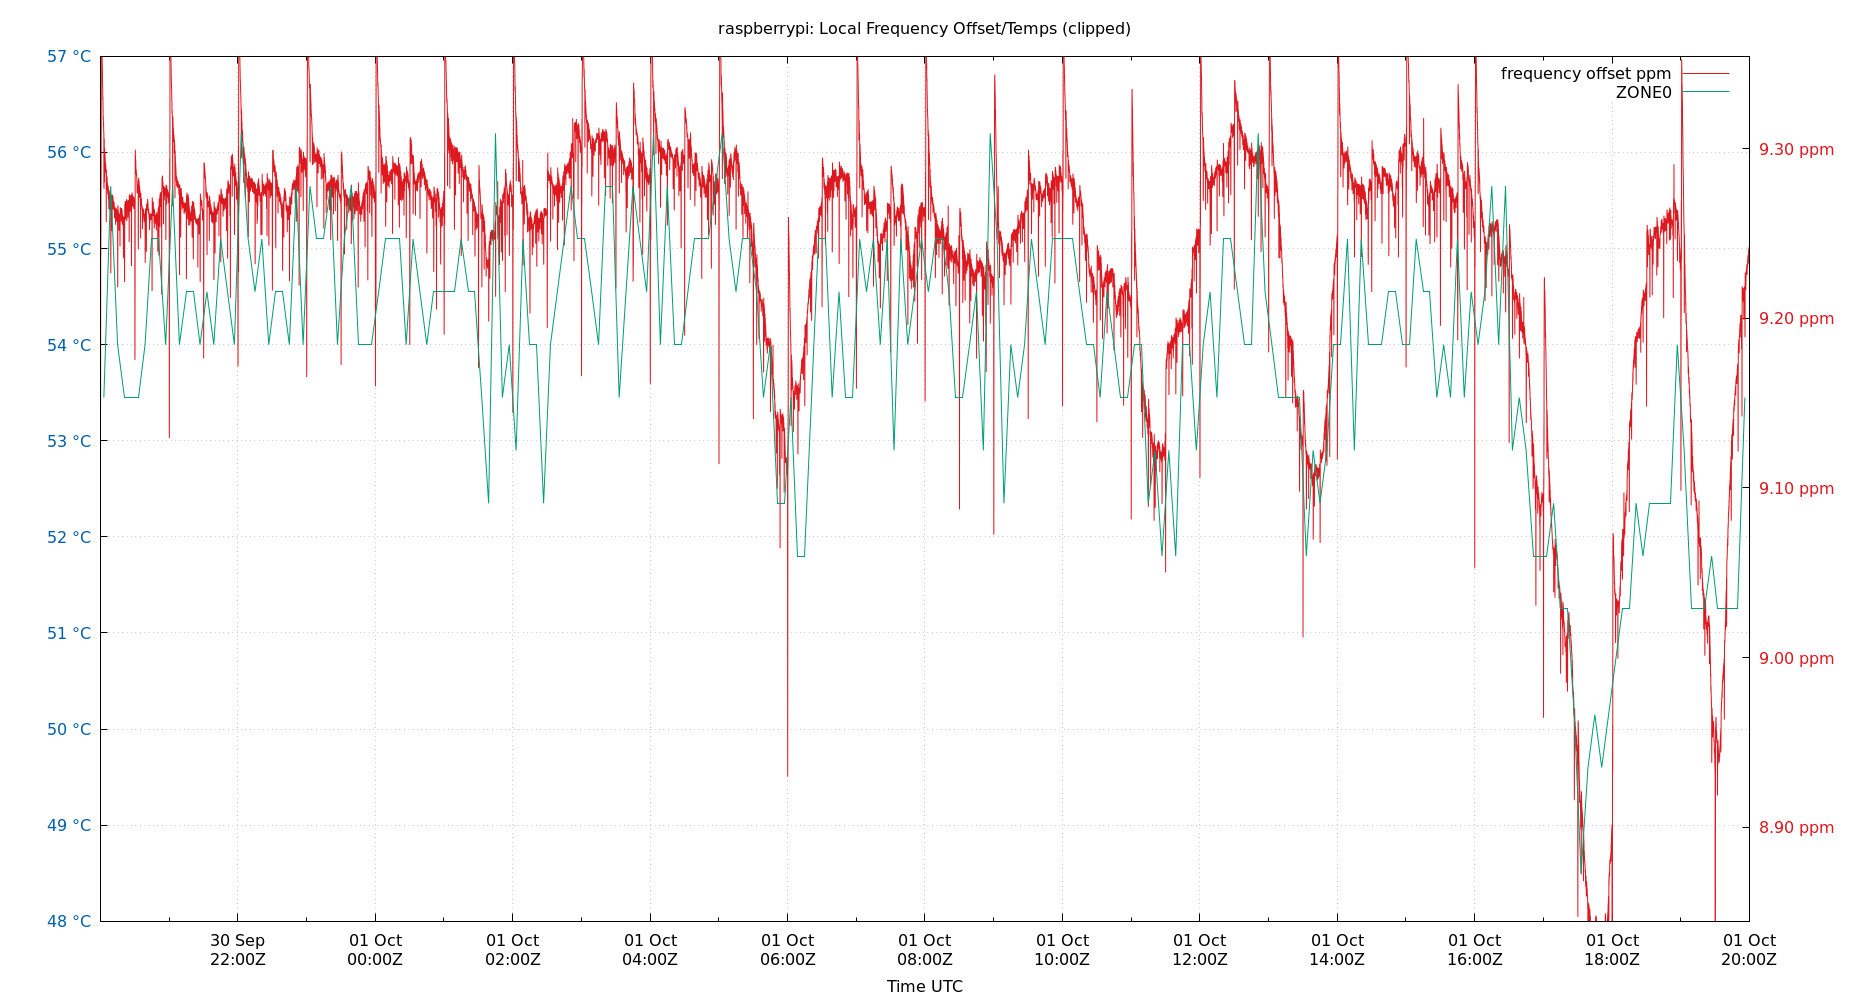 raspberrypi: Local Frequency Offset/Temps (clipped)
57 °C
56 °C
55 °C
54 °C
53 °C
52 °C
51 °C
50 °C
49 °C
48 °C
frequency offset ppm
ZONE0
9.30 ppm
9.20 ppm
9.10 ppm
9.00 ppm
8.90 ppm
30 Sep
22:00Z
01 Oct
00:00Z
01 Oct
02:00Z
01 Oct
04:00Z
01 Oct
06:00Z
01 Oct
08:00Z
01 Oct
10:00Z
01 Oct
12:00Z
01 Oct
14:00Z
01 Oct
16:00Z
01 Oct
18:00Z
01 Oct
20:00Z
Time UTC